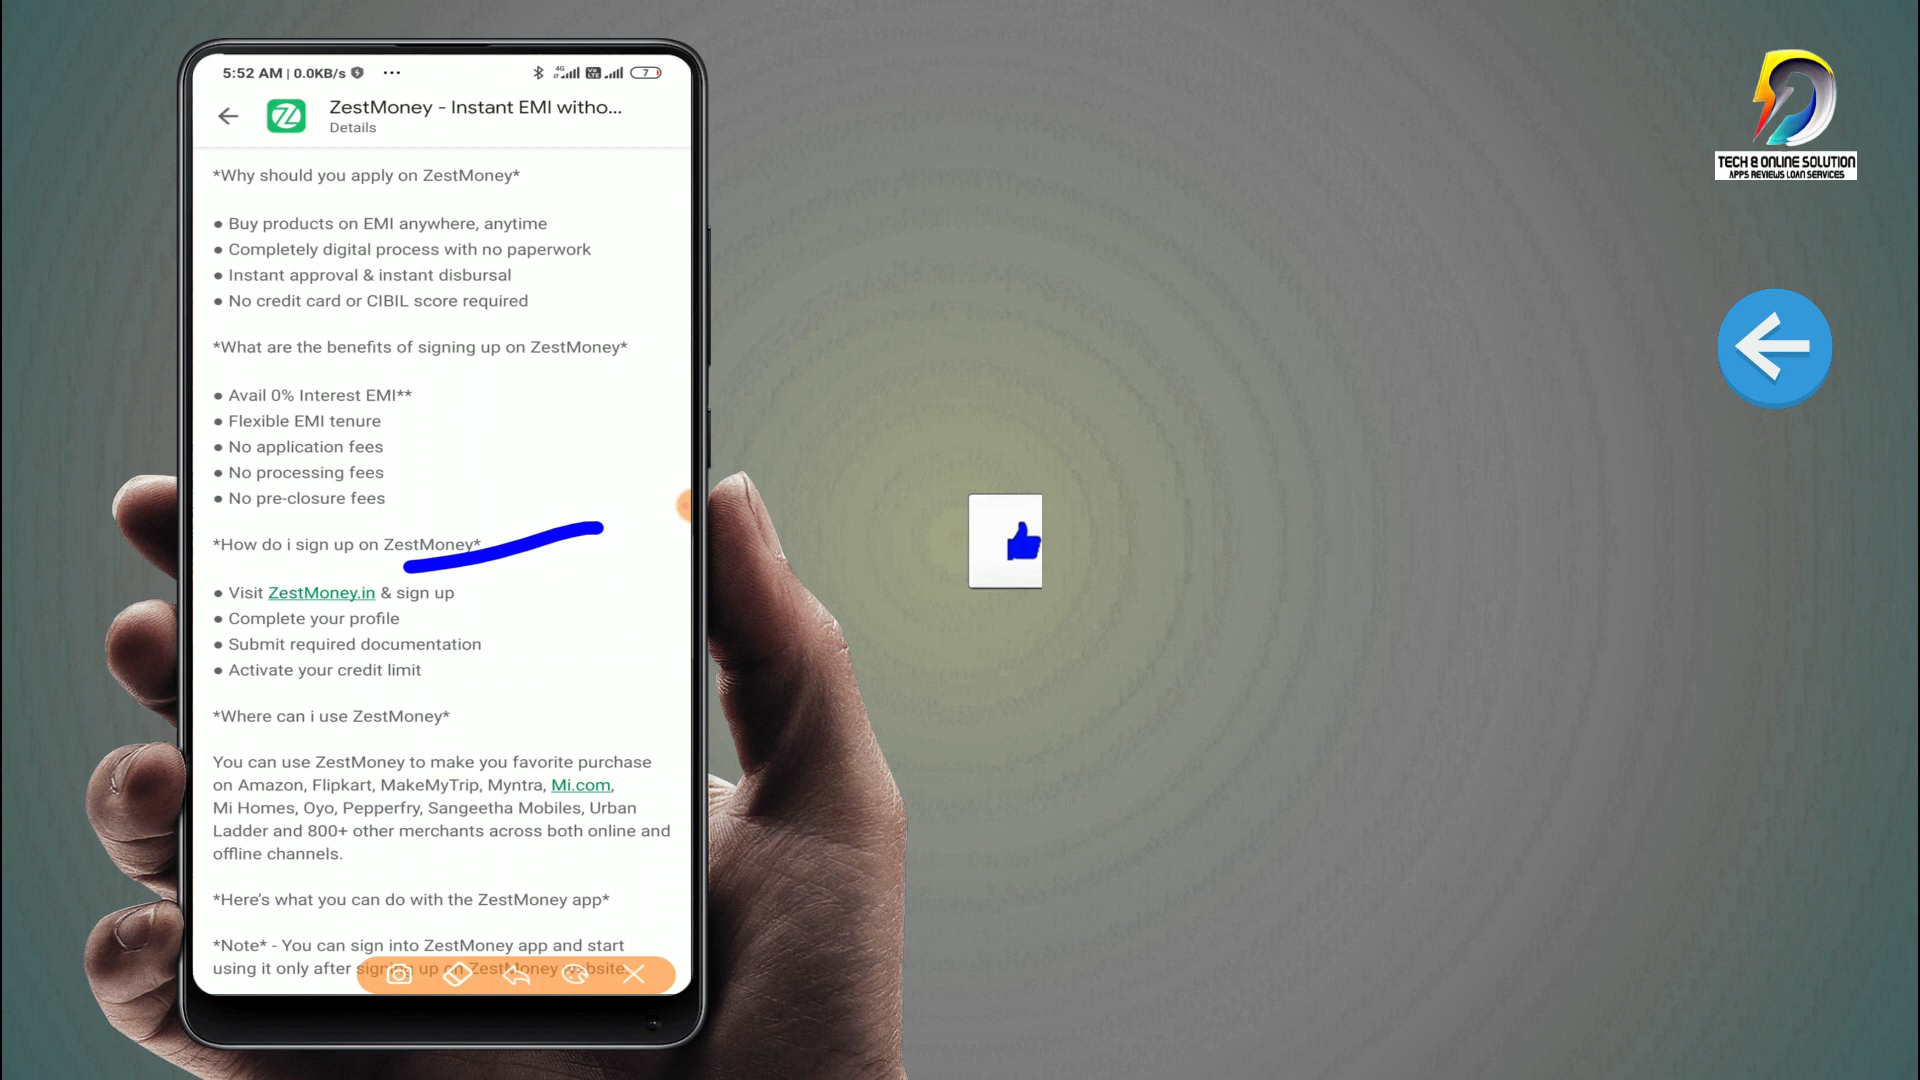 5:52 AM | 0.0KB/s ...
4G
Vo
LTE
7
ZestMoney - Instant EMI witho...
Details
*Why should you apply on ZestMoney*
● Buy products on EMI anywhere, anytime
● Completely digital process with no paperwork
● Instant approval & instant disbursal
● No credit card or CIBIL score required
*What are the benefits of signing up on ZestMoney*
● Avail 0% Interest EMI**
● Flexible EMI tenure
● No application fees
● No processing fees
● No pre-closure fees
*How do i sign up on ZestMoney*
● Visit ZestMoney.in & sign up
● Complete your profile
● Submit required documentation
● Activate your credit limit
*Where can i use ZestMoney*
You can use ZestMoney to make you favorite purchase
on Amazon, Flipkart, MakeMyTrip, Myntra, Mi.com,
Mi Homes, Oyo, Pepperfry, Sangeetha Mobiles, Urban
Ladder and 800+ other merchants across both online and
offline channels.
*Here's what you can do with the ZestMoney app*
*Note* - You can sign into ZestMoney app and start
using it only after signing up on ZestMoney website.
TECH & ONLINE SOLUTION
APPS REVIEWS LOAN SERVICES